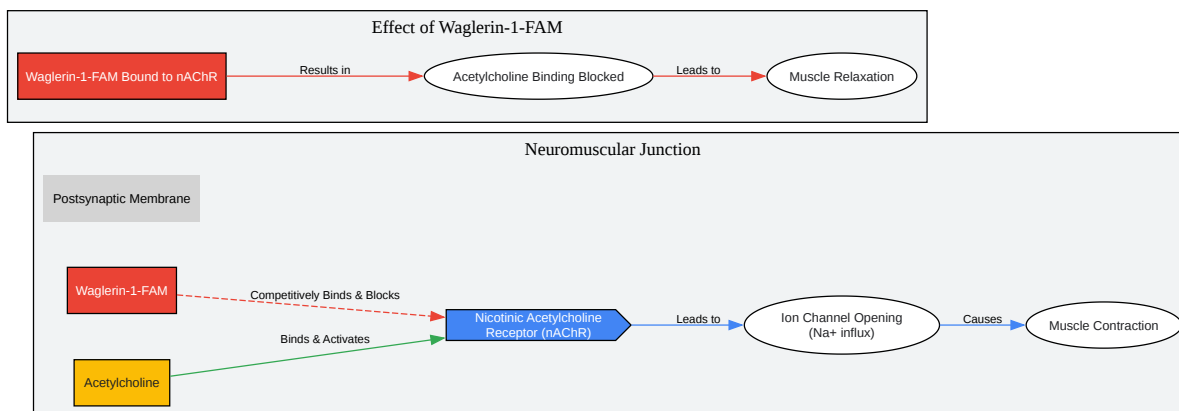 Effect of Waglerin-1-FAM
Waglerin-1-FAM Bound to nAChR
Results in
Acetylcholine Binding Blocked
Leads to
Muscle Relaxation
Neuromuscular Junction
Postsynaptic Membrane
Waglerin-1-FAM
Competitively Binds & Blocks
Acetylcholine
Binds & Activates
Nicotinic Acetylcholine
Receptor (nAChR)
Leads to
Ion Channel Opening
(Na+ influx)
Causes
Muscle Contraction